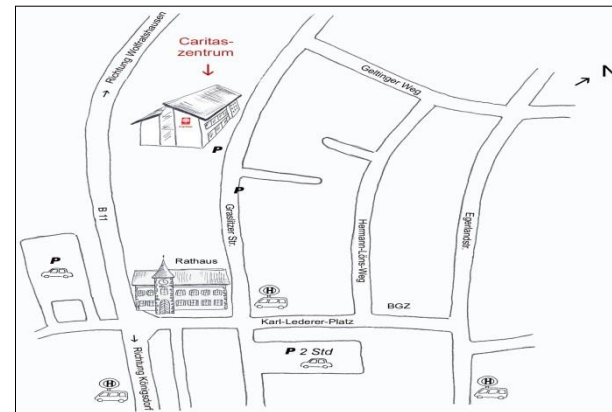 Caritas-
zentrum
→ Richtung Wolfratshausen
Geltinger Weg
N
P
P
B 11
Graslitzer Str.
Hermann-Löns-Weg
Egerlandstr.
P
Rathaus
H
BGZ
Karl-Lederer-Platz
→ Richtung Königsdorf
P 2 Std
H
H